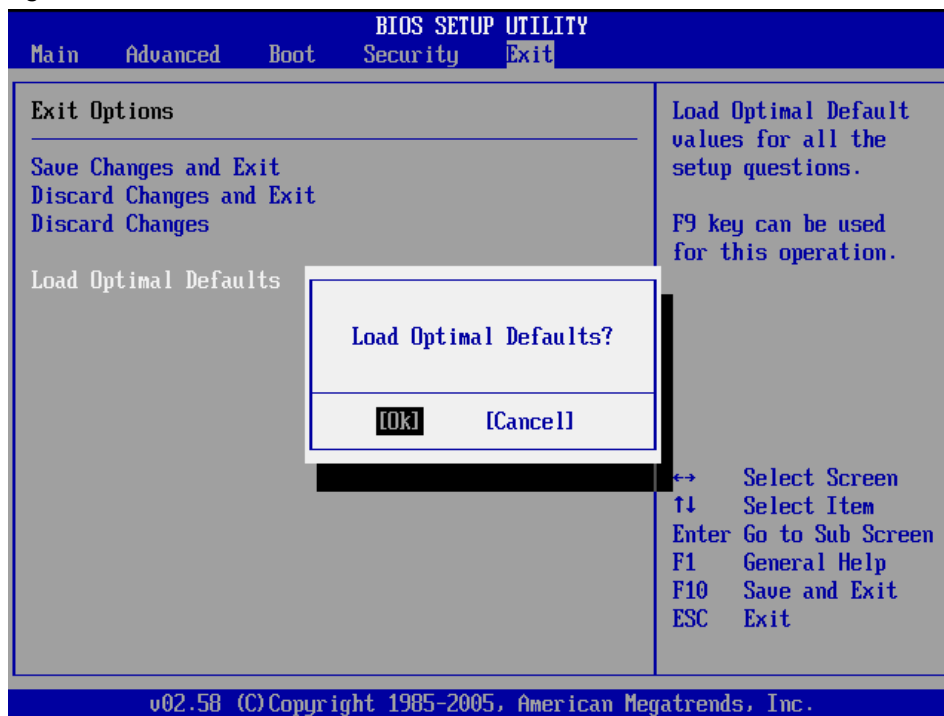 BIOS SETUP UTILITY
Main Advanced Boot Security Exit
Exit Options
Save Changes and Exit
Discard Changes and Exit
Discard Changes
Load Optimal Defaults
Load Optimal Defaults?
[Ok] [Cancel]
Load Optimal Default
values for all the
setup questions.
F9 key can be used
for this operation.
←→ Select Screen
↑↓ Select Item
Enter Go to Sub Screen
F1 General Help
F10 Save and Exit
ESC Exit
v02.58 (C)Copyright 1985-2005, American Megatrends, Inc.